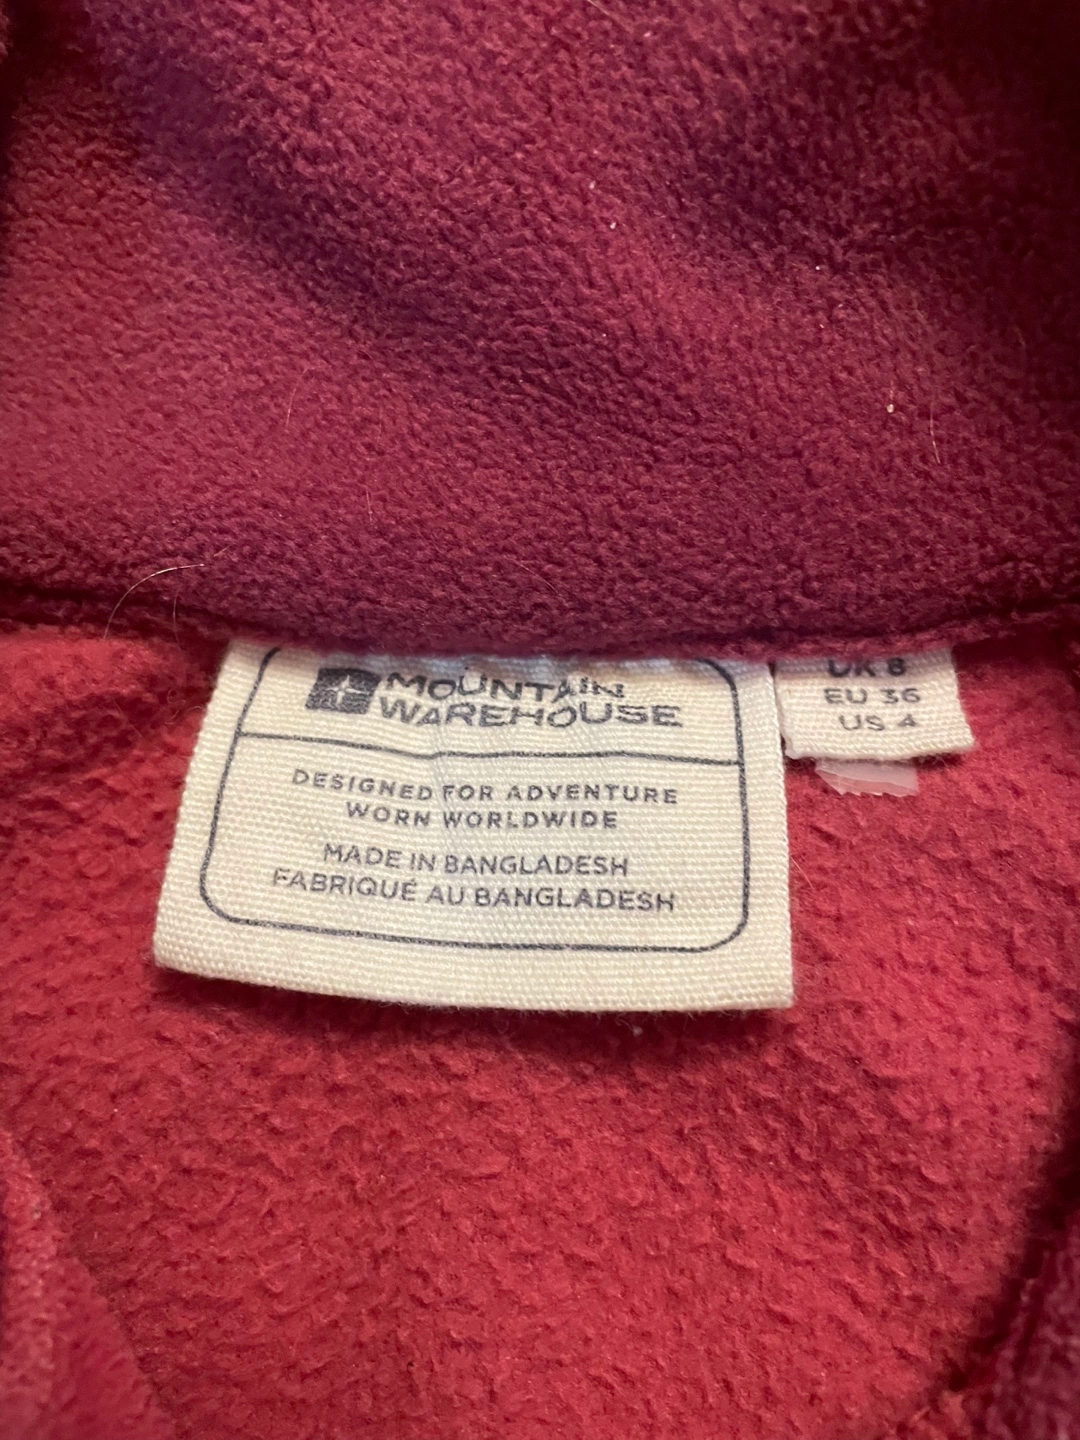 MOUNTAIN
WAREHOUSE
DESIGNED FOR ADVENTURE
WORN WORLDWIDE
MADE IN BANGLADESH
FABRIQUÉ AU BANGLADESH
UK 8
EU 36
US 4